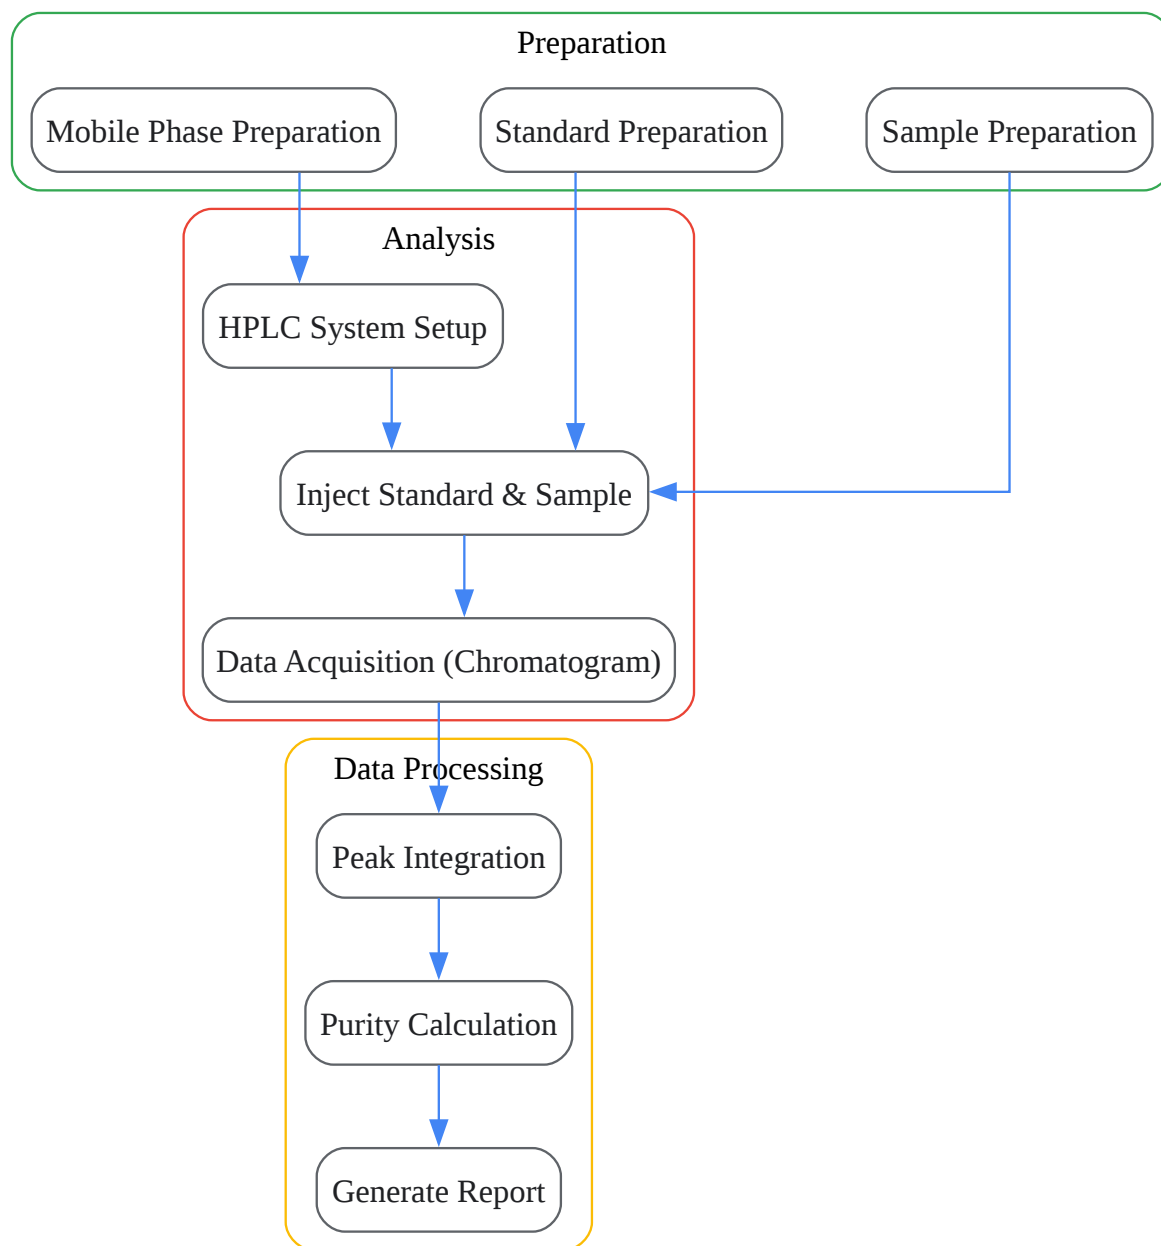 Preparation
Mobile Phase Preparation
Standard Preparation
Sample Preparation
Analysis
HPLC System Setup
Inject Standard & Sample
Data Acquisition (Chromatogram)
Data Processing
Peak Integration
Purity Calculation
Generate Report